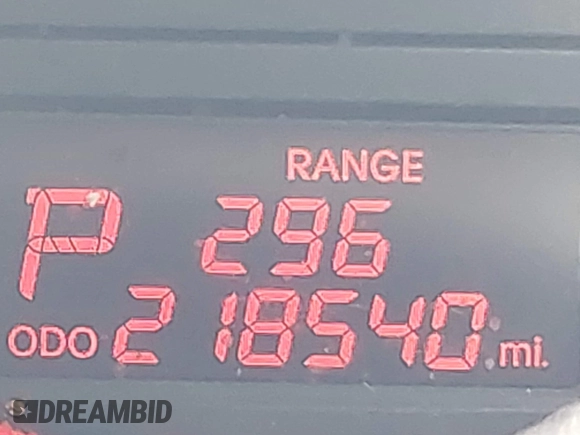 RANGE
P 296
ODO 218540 mi.
DREAMBID